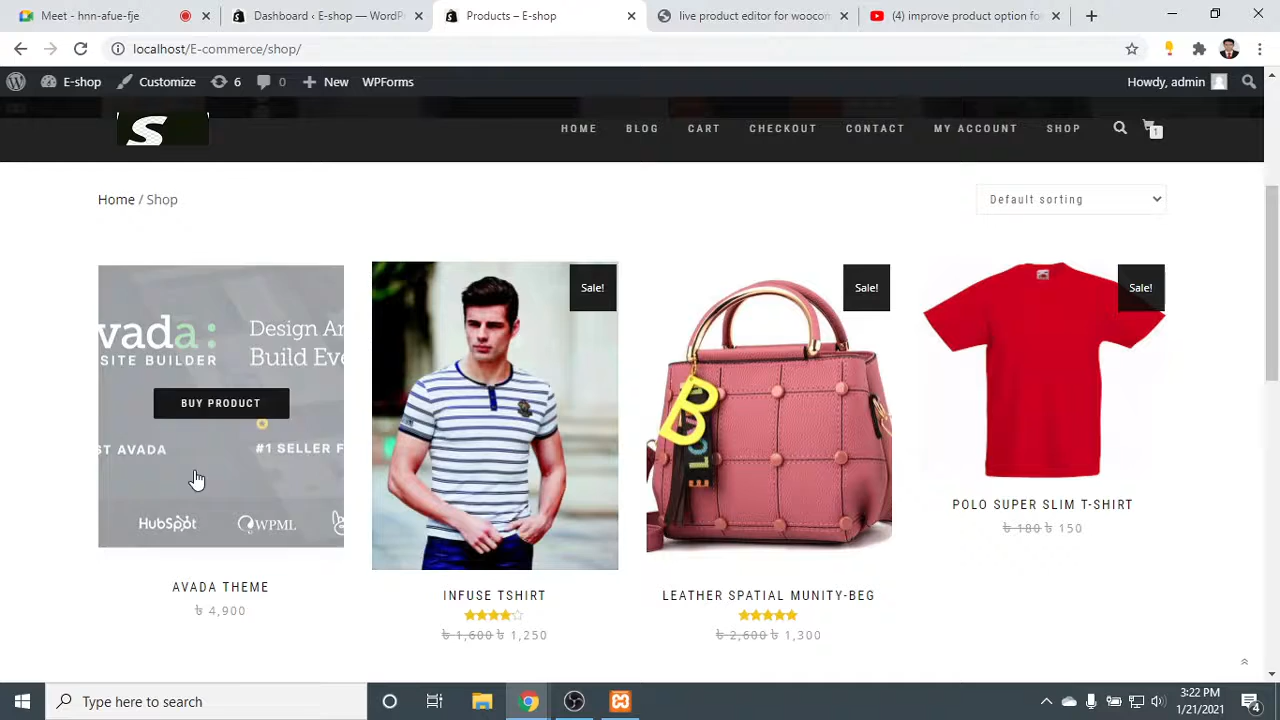 Meet – hna-afue-fje
Dashboard ‹ E-shop — WordP
Products – E-shop
live product editor for woocom
(4) improve product option fo
localhost/E-commerce/shop/
E-shop
Customize
6
0
New
WPForms
Howdy, admin
S
HOME
BLOG
CART
CHECKOUT
CONTACT
MY ACCOUNT
SHOP
1
Home / Shop
Default sorting
vada:
SITE BUILDER
Design Ar
Build Eve
BUY PRODUCT
ST AVADA
#1 SELLER F
HubSpot
WPML
AVADA THEME
৳ 4,900
Sale!
INFUSE TSHIRT
৳ 1,600 ৳ 1,250
Sale!
B
LEATHER SPATIAL MUNITY-BEG
৳ 2,600 ৳ 1,300
Sale!
POLO SUPER SLIM T-SHIRT
৳ 180 ৳ 150
Type here to search
3:22 PM
1/21/2021
4